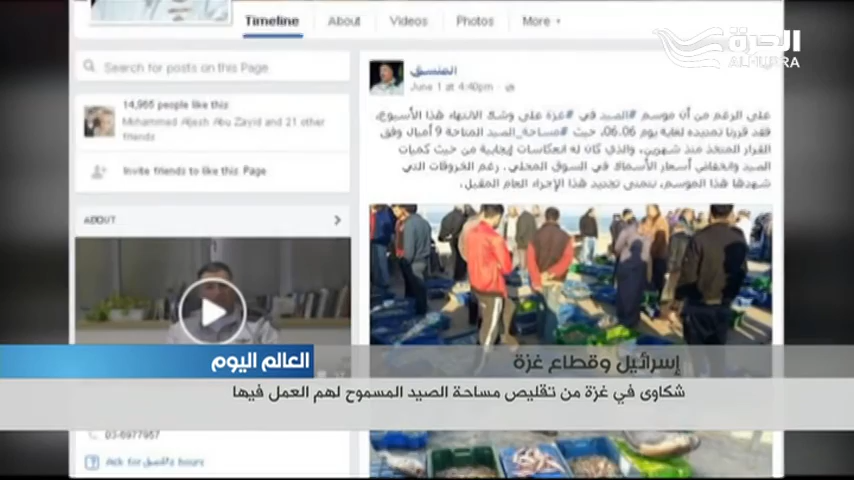 Timeline About Videos Photos More
الحرة
ALHURRA
Search for posts on this Page
14,965 people like this
Mohammed Aljesh Abu Zayid and 21 other
friends
Invite friends to like this Page
ABOUT
المنسق
June 1 at 4:40pm
على الرغم من أن موسم #الصيد في #غزة على وشك الانتهاء هذا الأسبوع،
فقد قررنا تمديده لغاية يوم 06.06، حيث #مساحة_الصيد المتاحة 9 أميال وفق
القرار المتخذ منذ شهرين، والذي كان له انعكاسات إيجابية من حيث كميات
الصيد وانخفاض أسعار الأسماك في السوق المحلي. رغم الخروقات التي
شهدها هذا الموسم، نتمنى تجديد هذا الإجراء العام المقبل.
العالم اليوم
إسرائيل وقطاع غزة
شكاوى في غزة من تقليص مساحة الصيد المسموح لهم العمل فيها
03-6977957
Ask for المنسق's hours